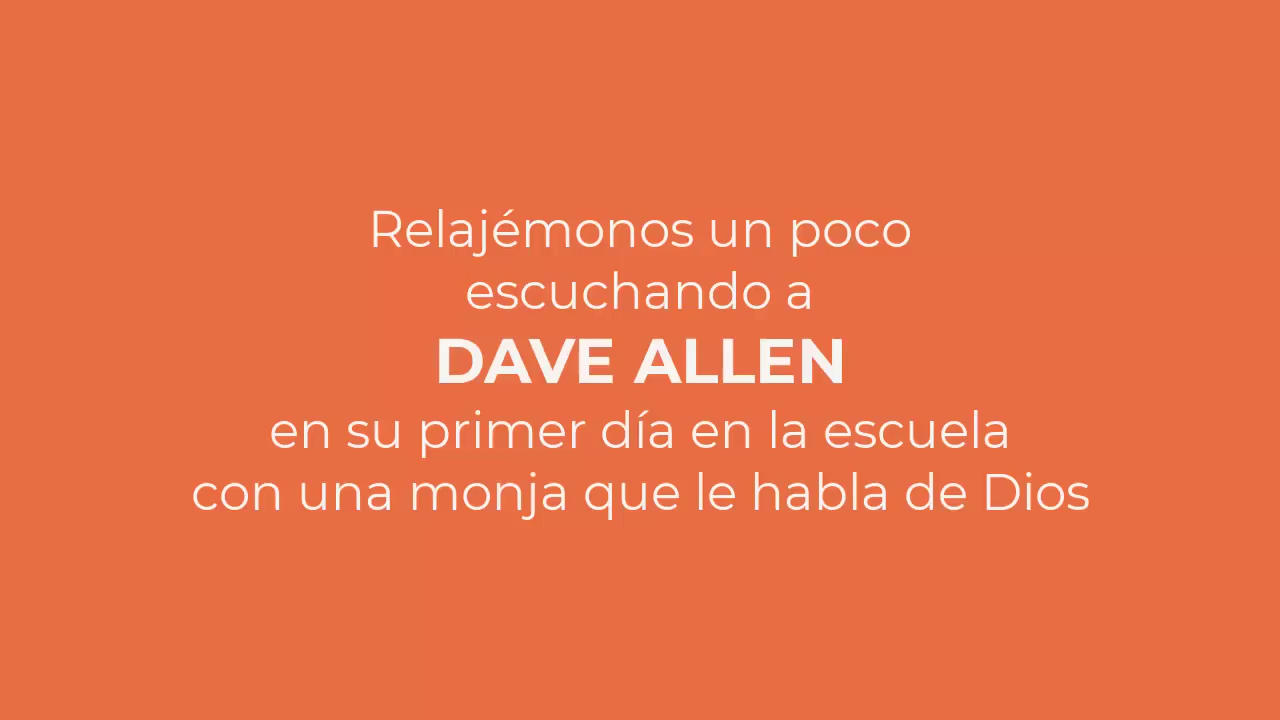 Relajémonos un poco
escuchando a
DAVE ALLEN
en su primer día en la escuela
con una monja que le habla de Dios